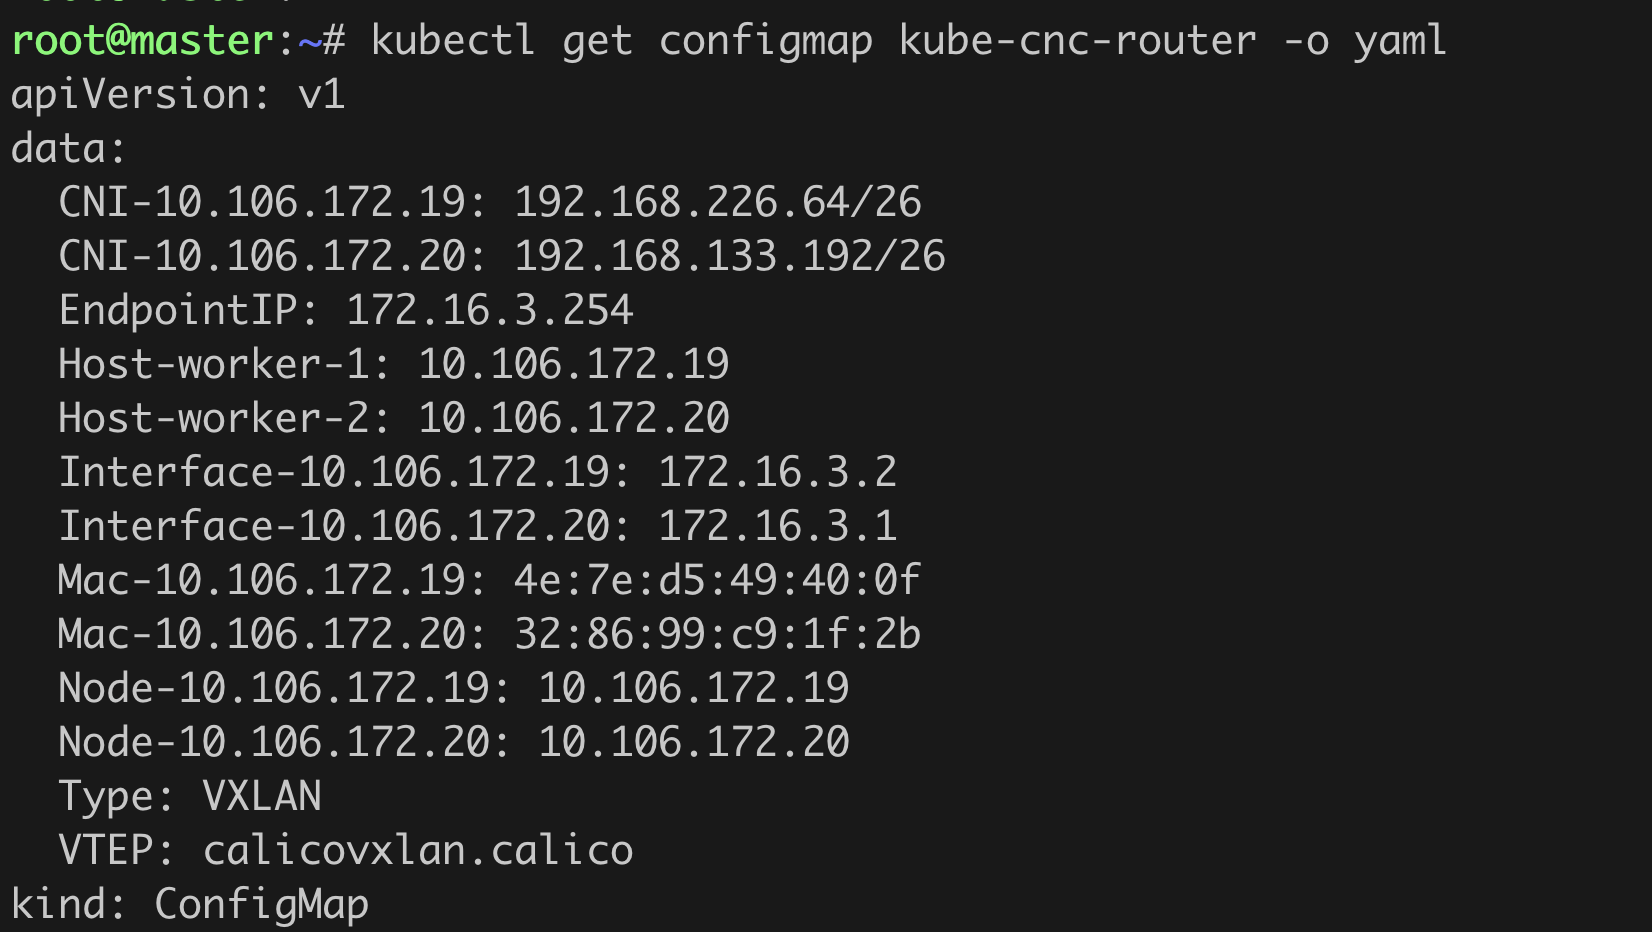 root@master:~# kubectl get configmap kube-cnc-router -o yaml
apiVersion: v1
data:
  CNI-10.106.172.19: 192.168.226.64/26
  CNI-10.106.172.20: 192.168.133.192/26
  EndpointIP: 172.16.3.254
  Host-worker-1: 10.106.172.19
  Host-worker-2: 10.106.172.20
  Interface-10.106.172.19: 172.16.3.2
  Interface-10.106.172.20: 172.16.3.1
  Mac-10.106.172.19: 4e:7e:d5:49:40:0f
  Mac-10.106.172.20: 32:86:99:c9:1f:2b
  Node-10.106.172.19: 10.106.172.19
  Node-10.106.172.20: 10.106.172.20
  Type: VXLAN
  VTEP: calicovxlan.calico
kind: ConfigMap